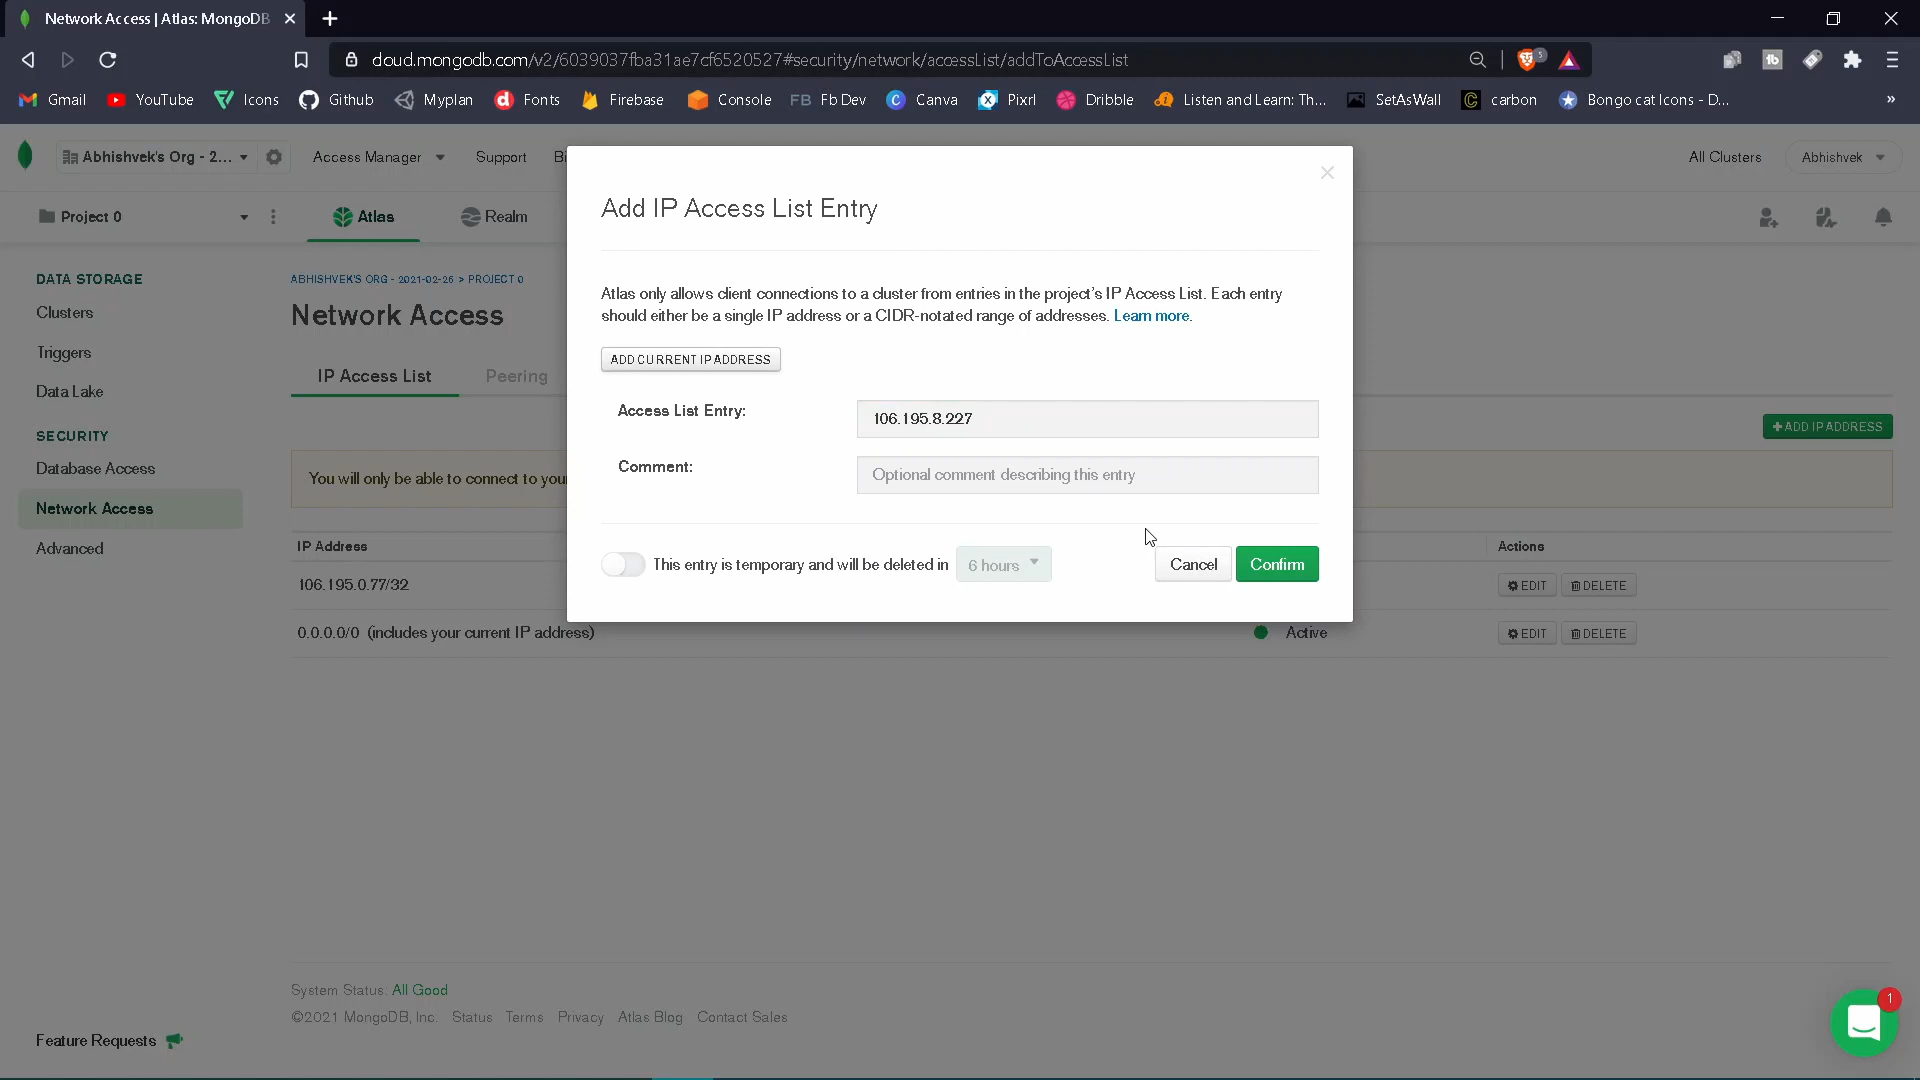 Network Access | Atlas: MongoDB
cloud.mongodb.com/v2/6039037fba31ae7cf6520527#security/network/accessList/addToAccessList
5
Gmail YouTube Icons Github Myplan Fonts Firebase Console FB Fb Dev Canva Pixrl Dribble Listen and Learn: Th... SetAsWall carbon Bongo cat Icons - D... »
Abhishvek's Org - 2... Access Manager Support Bi All Clusters Abhishvek
Project 0 Atlas Realm
DATA STORAGE
Clusters
Triggers
Data Lake
SECURITY
Database Access
Network Access
Advanced
Feature Requests
ABHISHVEK'S ORG - 2021-02-26 > PROJECT 0
Network Access
IP Access List Peering
+ ADD IP ADDRESS
You will only be able to connect to you
IP Address Actions
106.195.0.77/32 EDIT DELETE
0.0.0.0/0 (includes your current IP address) Active EDIT DELETE
Add IP Access List Entry
Atlas only allows client connections to a cluster from entries in the project's IP Access List. Each entry
should either be a single IP address or a CIDR-notated range of addresses. Learn more.
ADD CURRENT IP ADDRESS
Access List Entry: 106.195.8.227
Comment: Optional comment describing this entry
This entry is temporary and will be deleted in 6 hours Cancel Confirm
System Status: All Good
©2021 MongoDB, Inc. Status Terms Privacy Atlas Blog Contact Sales
1